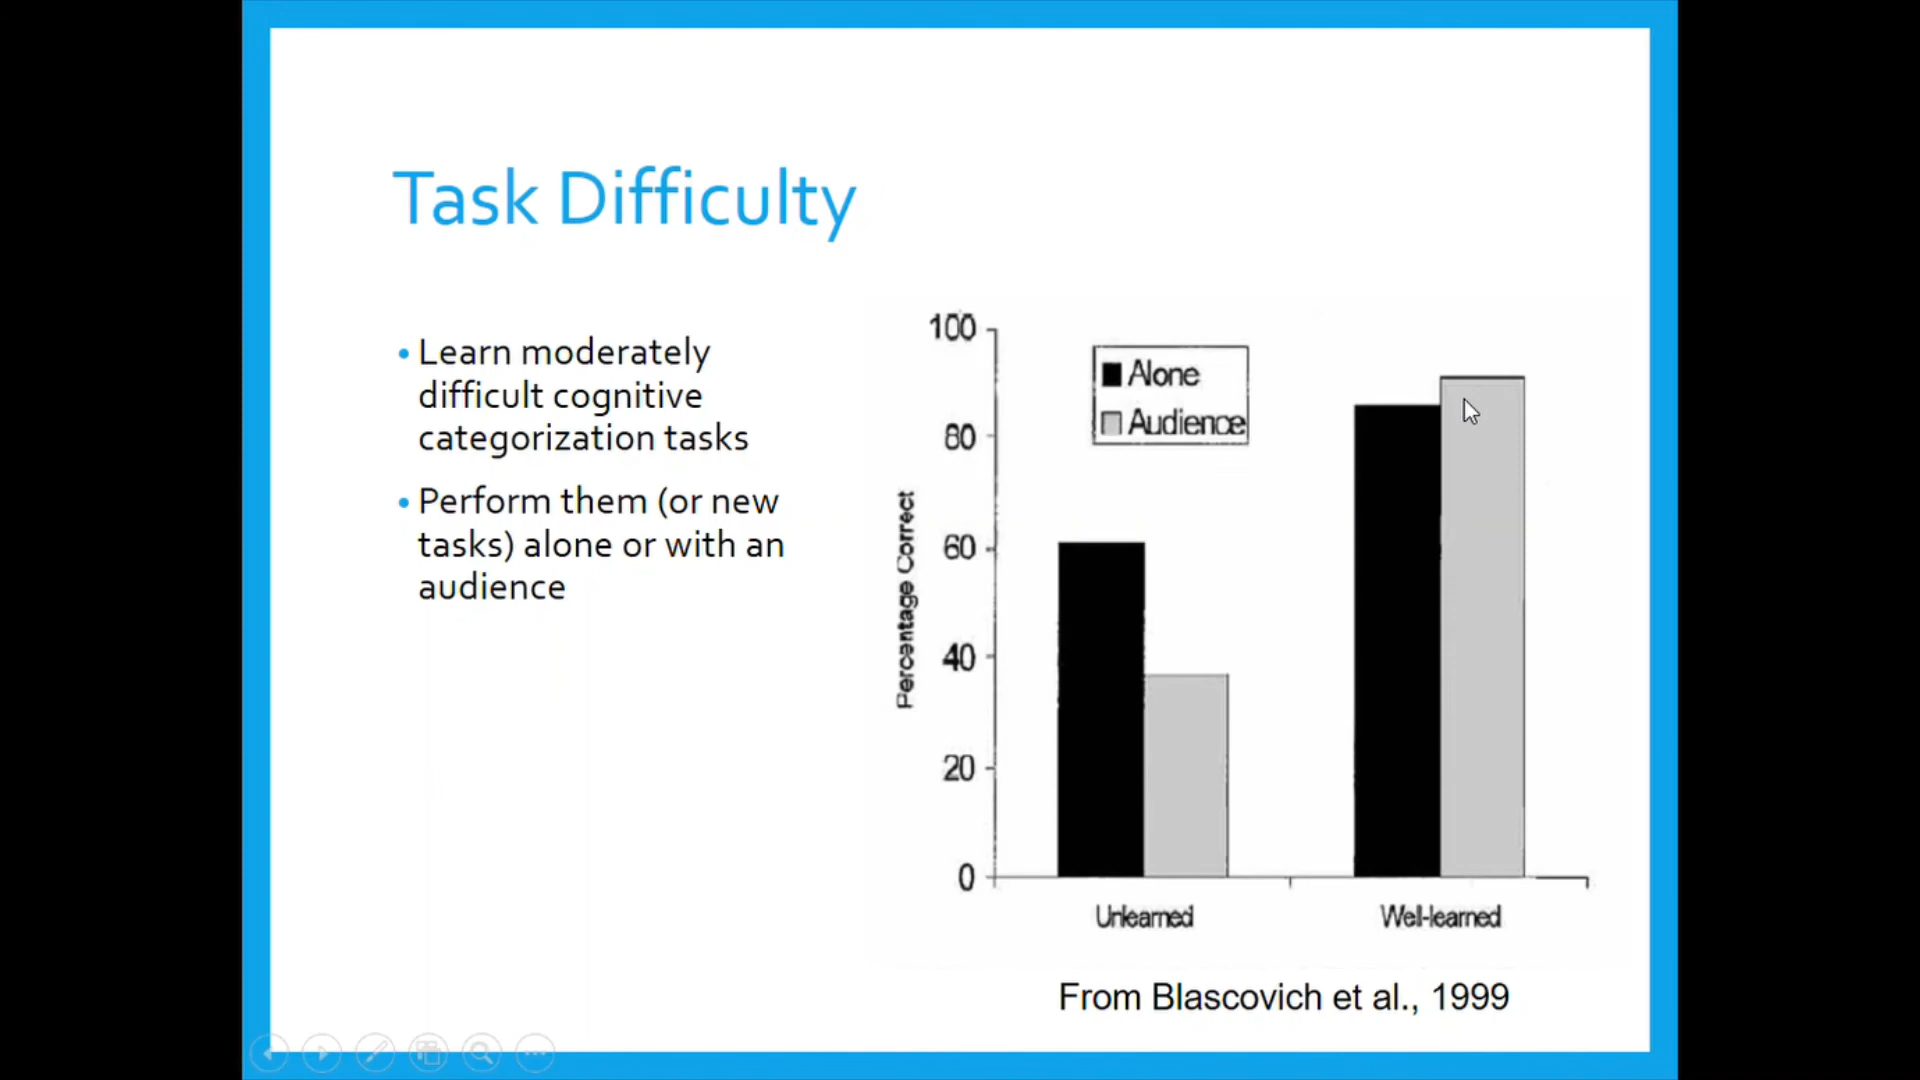 Task Difficulty
• Learn moderately
difficult cognitive
categorization tasks
• Perform them (or new
tasks) alone or with an
audience
100
80
60
40
20
0
Percentage Correct
Alone
Audience
Unlearned
Well-learned
From Blascovich et al., 1999